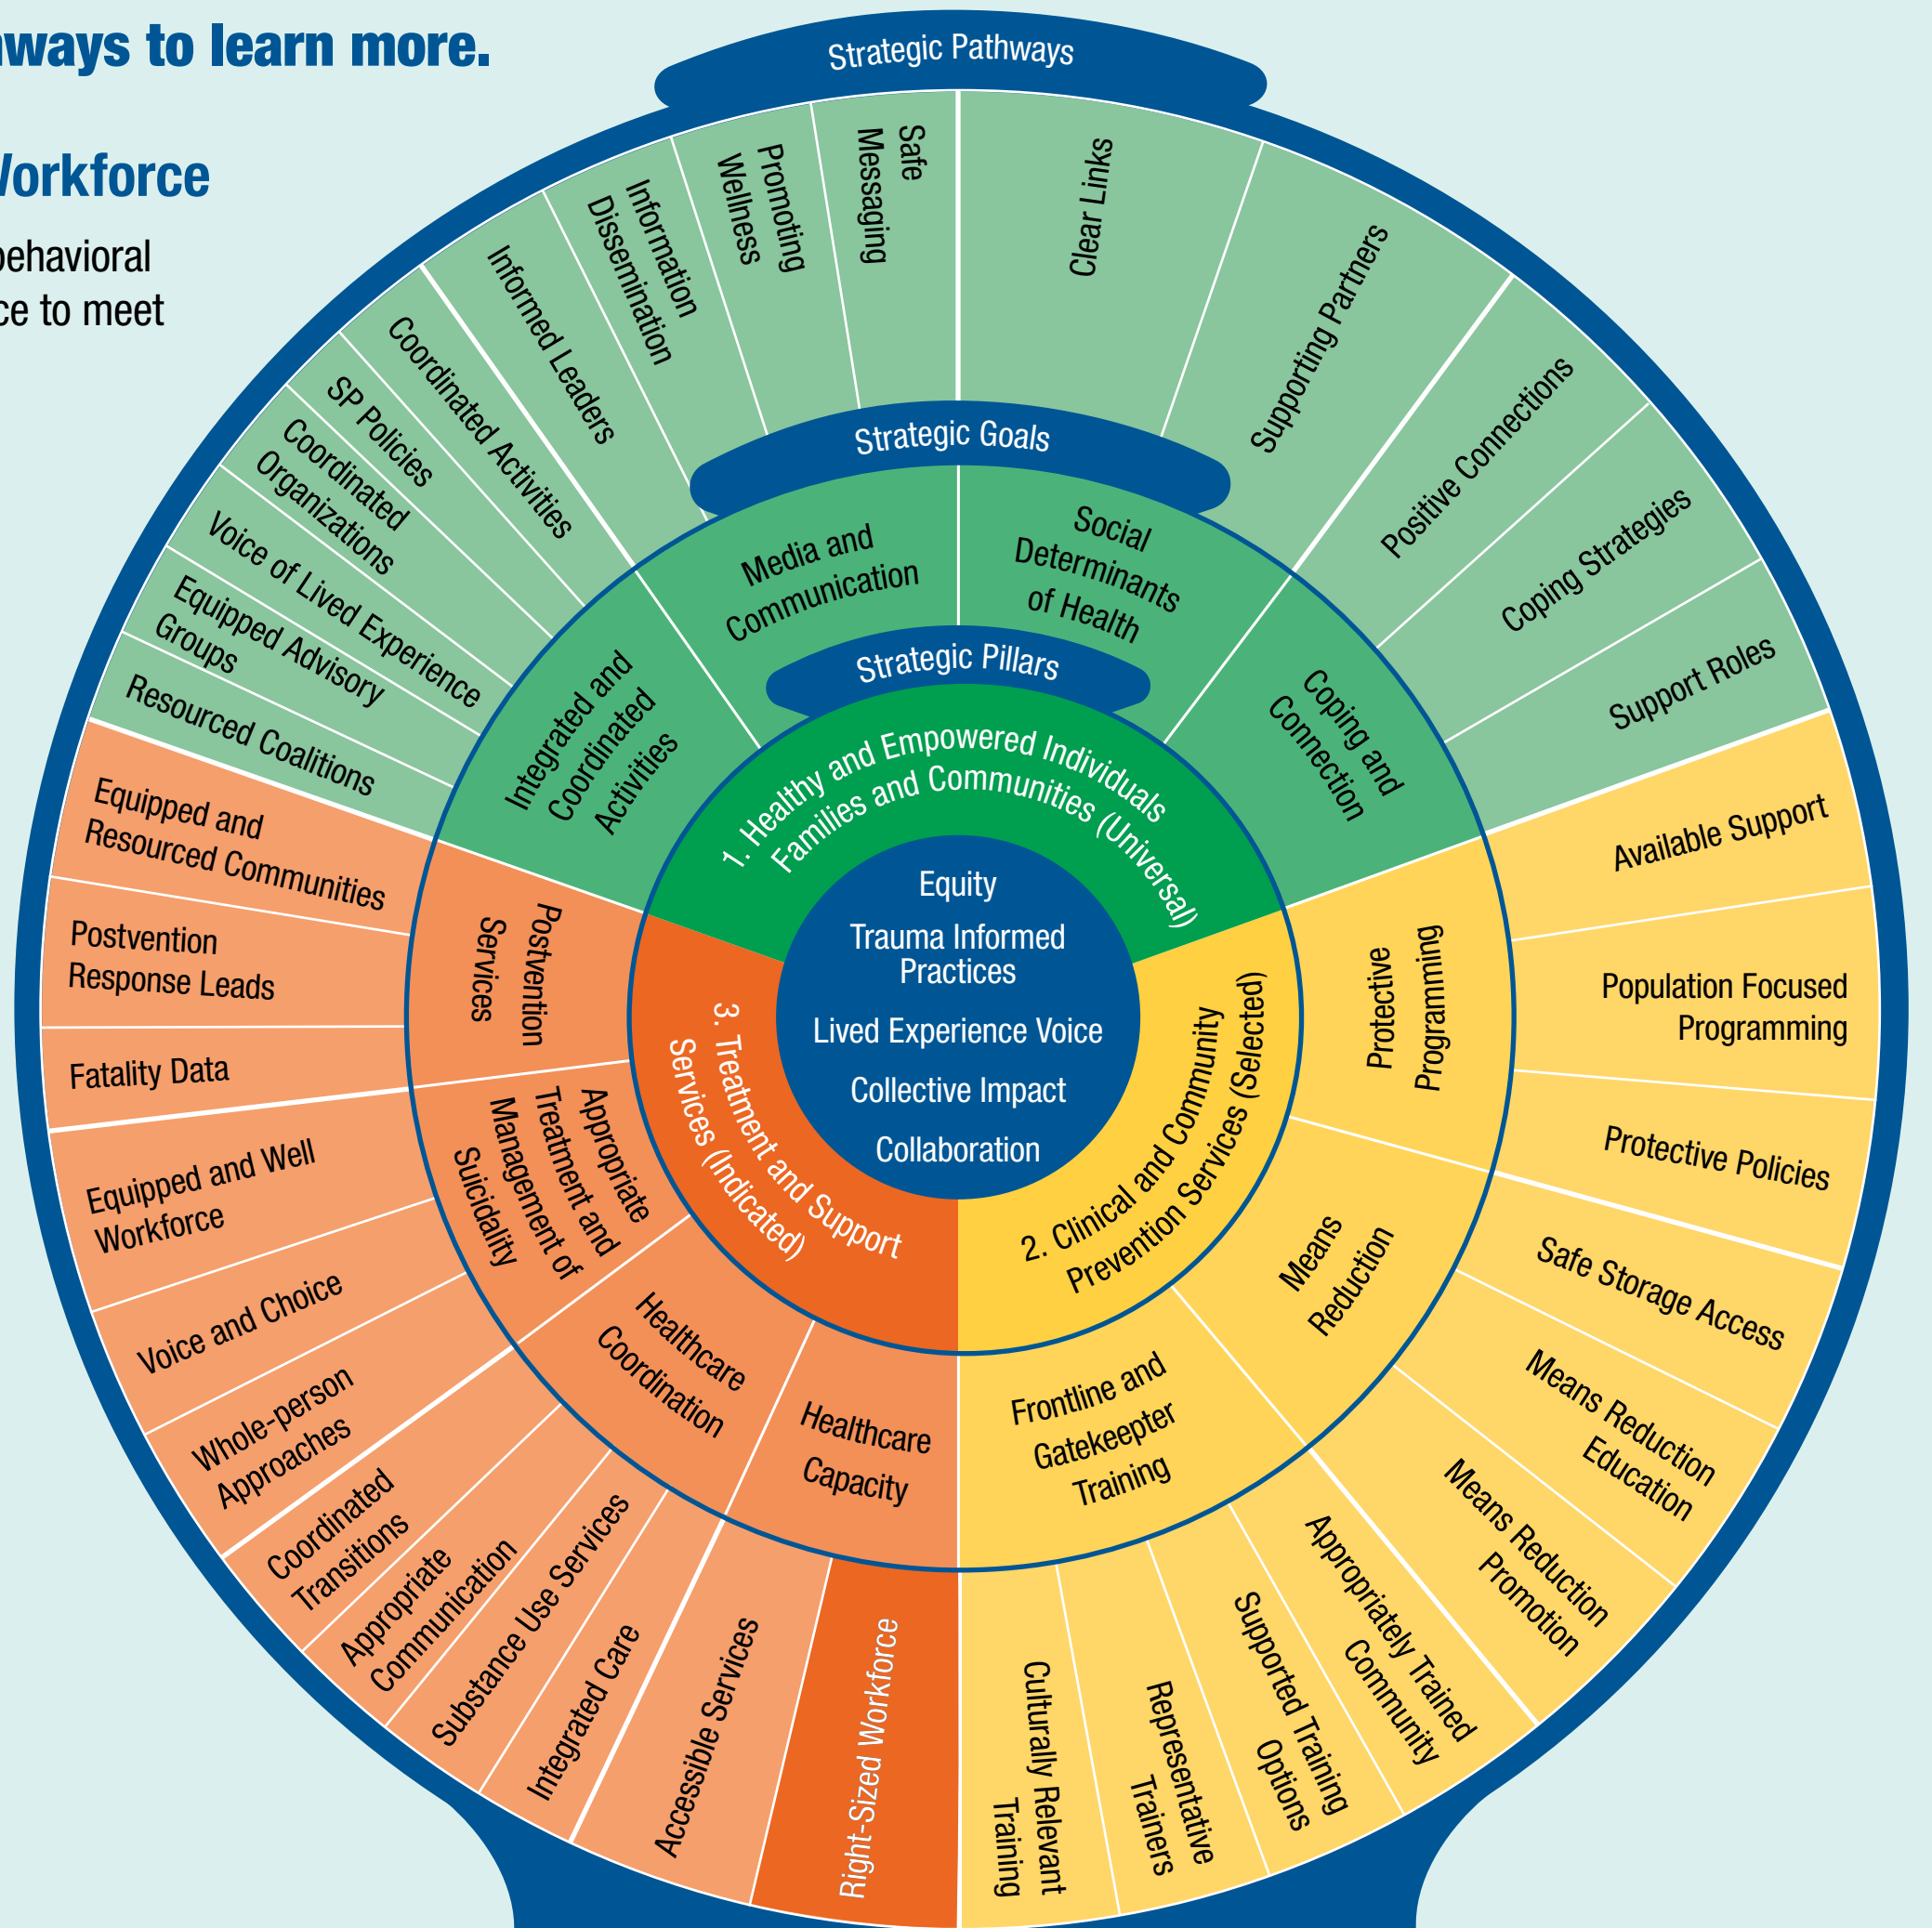 ways to learn more.
Workforce
behavioral
ce to meet
Strategic Pathways
Safe
Messaging
Promoting
Wellness
Information
Dissemination
Informed Leaders
Coordinated Activities
SP Policies
Coordinated
Organizations
Voice of Lived Experience
Equipped Advisory
Groups
Resourced Coalitions
Clear Links
Supporting Partners
Positive Connections
Coping Strategies
Support Roles
Strategic Goals
Integrated and
Coordinated
Activities
Media and
Communication
Social
Determinants
of Health
Coping and
Connection
Strategic Pillars
1. Healthy and Empowered Individuals
Families and Communities (Universal)
Equity
Trauma Informed
Practices
Lived Experience Voice
Collective Impact
Collaboration
2. Clinical and Community
Prevention Services (Selected)
3. Treatment and Support
Services (Indicated)
Protective
Programming
Means
Reduction
Frontline and
Gatekeeper
Training
Available Support
Population Focused
Programming
Protective Policies
Safe Storage Access
Means Reduction
Education
Means Reduction
Promotion
Appropriately Trained
Community
Supported Training
Options
Representative
Trainers
Culturally Relevant
Training
Postvention
Services
Appropriate
Treatment and
Management of
Suicidality
Healthcare
Coordination
Healthcare
Capacity
Equipped and
Resourced Communities
Postvention
Response Leads
Fatality Data
Equipped and Well
Workforce
Voice and Choice
Whole-person
Approaches
Coordinated
Transitions
Appropriate
Communication
Substance Use Services
Integrated Care
Accessible Services
Right-Sized Workforce